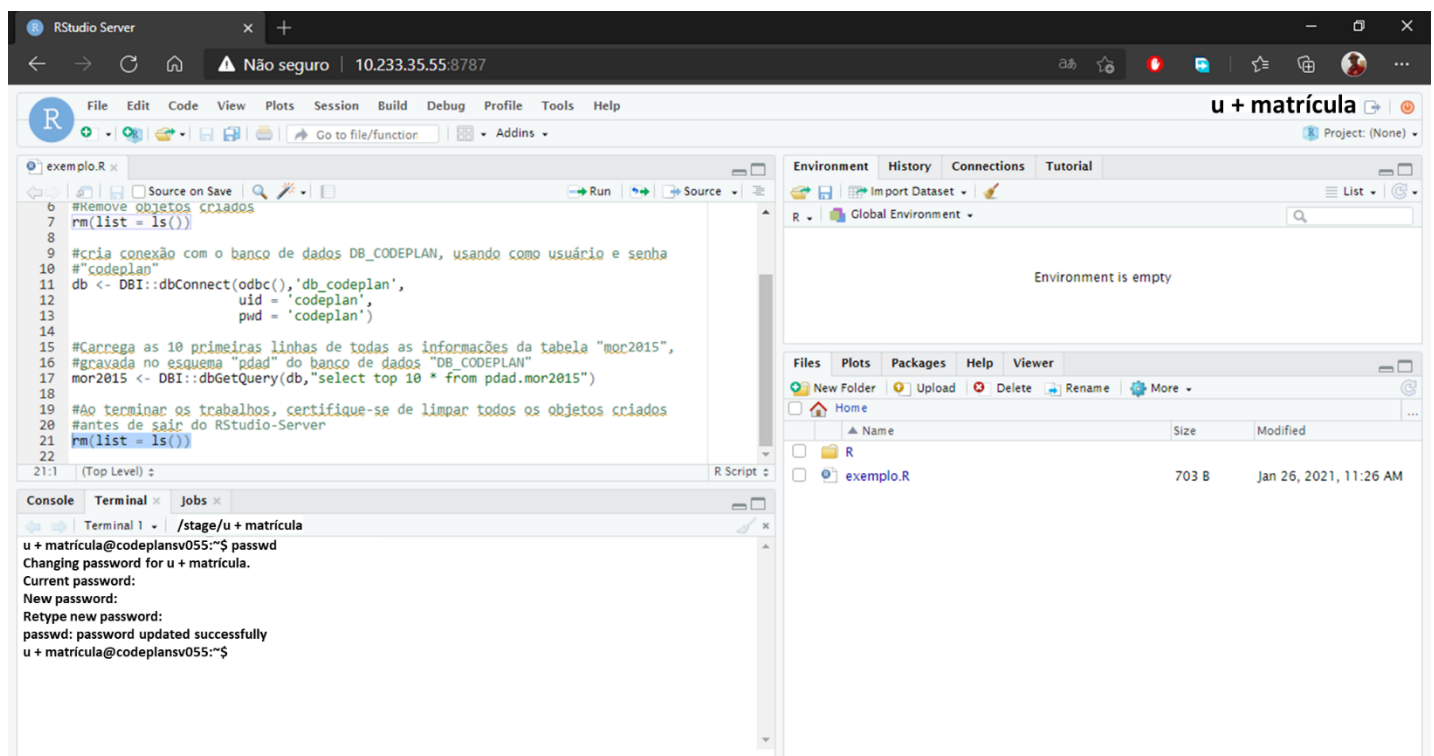 R RStudio Server
Não seguro | 10.233.35.55:8787
aあ
R
File Edit Code View Plots Session Build Debug Profile Tools Help
u + matrícula
Go to file/function
Addins
R Project: (None)
exemplo.R
Source on Save
Run
Source
6 #Remove objetos criados
7 rm(list = ls())
8
9 #cria conexão com o banco de dados DB_CODEPLAN, usando como usuário e senha
10 #"codeplan"
11 db <- DBI::dbConnect(odbc(),'db_codeplan',
12 uid = 'codeplan',
13 pwd = 'codeplan')
14
15 #Carrega as 10 primeiras linhas de todas as informações da tabela "mor2015",
16 #gravada no esquema "pdad" do banco de dados "DB_CODEPLAN"
17 mor2015 <- DBI::dbGetQuery(db,"select top 10 * from pdad.mor2015")
18
19 #Ao terminar os trabalhos, certifique-se de limpar todos os objetos criados
20 #antes de sair do RStudio-Server
21 rm(list = ls())
22
21:1 (Top Level)
R Script
Console Terminal Jobs
Terminal 1 /stage/u + matrícula
u + matrícula@codeplansv055:~$ passwd
Changing password for u + matrícula.
Current password:
New password:
Retype new password:
passwd: password updated successfully
u + matrícula@codeplansv055:~$
Environment History Connections Tutorial
Import Dataset
List
R Global Environment
Environment is empty
Files Plots Packages Help Viewer
New Folder Upload Delete Rename More
Home
Name Size Modified
R
exemplo.R 703 B Jan 26, 2021, 11:26 AM